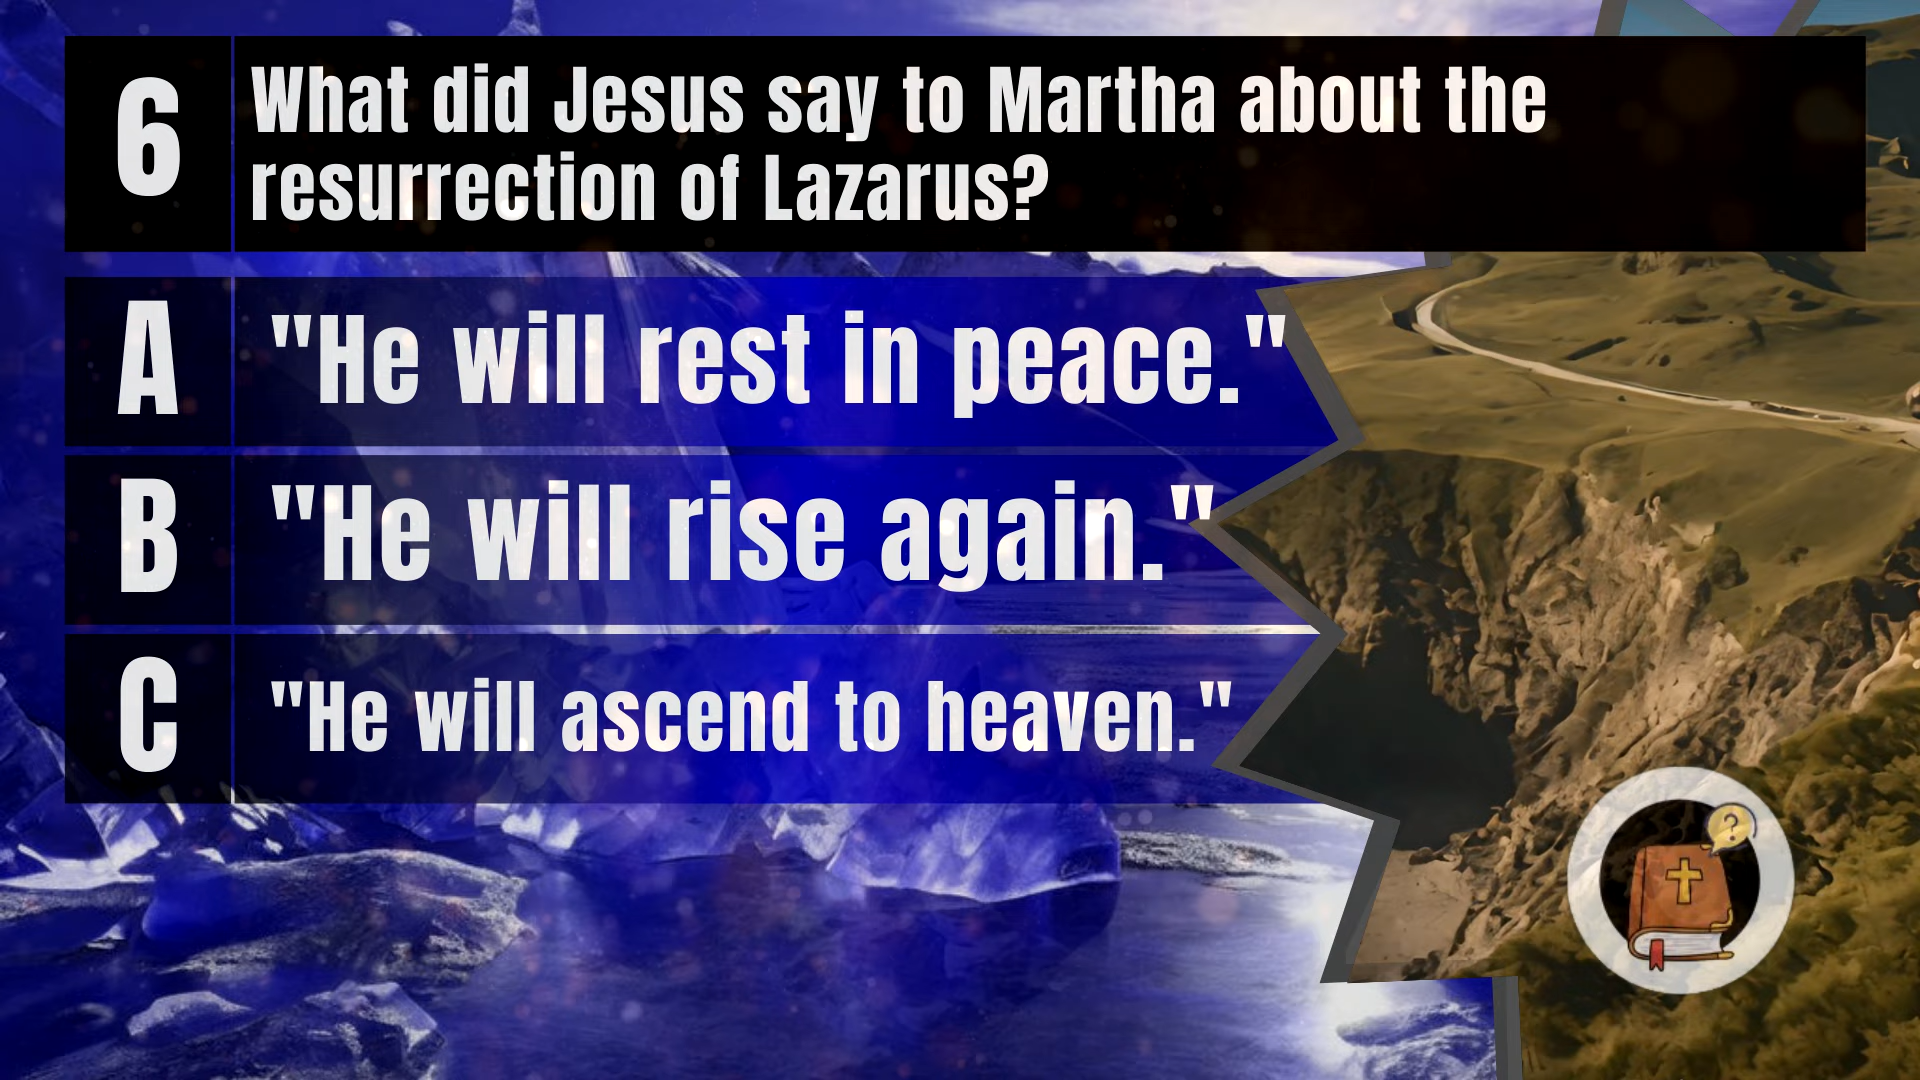 6
What did Jesus say to Martha about the
resurrection of Lazarus?
A
"He will rest in peace."
B
"He will rise again."
C
"He will ascend to heaven."
?